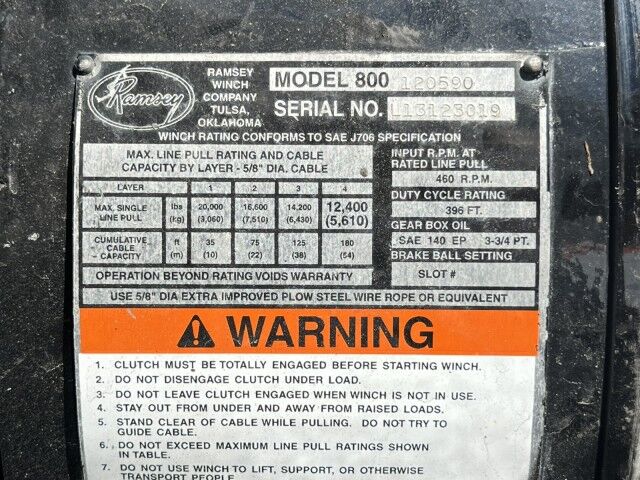 Ramsey
RAMSEY
WINCH
COMPANY
TULSA,
OKLAHOMA
MODEL 800 120590
SERIAL NO. L13123019
WINCH RATING CONFORMS TO SAE J706 SPECIFICATION
MAX. LINE PULL RATING AND CABLE
CAPACITY BY LAYER - 5/8" DIA. CABLE
LAYER 1 2 3 4
MAX. SINGLE LINE PULL lbs 20,000 16,600 14,200 12,400
(kg) (3,060) (7,510) (6,430) (5,610)
CUMULATIVE CABLE - CAPACITY ft 35 75 125 180
(m) (10) (22) (38) (54)
OPERATION BEYOND RATING VOIDS WARRANTY
INPUT R.P.M. AT
RATED LINE PULL
460 R.P.M.
DUTY CYCLE RATING
396 FT.
GEAR BOX OIL
SAE 140 EP 3-3/4 PT.
BRAKE BALL SETTING
SLOT #
USE 5/8" DIA EXTRA IMPROVED PLOW STEEL WIRE ROPE OR EQUIVALENT
WARNING
1. CLUTCH MUST BE TOTALLY ENGAGED BEFORE STARTING WINCH.
2. DO NOT DISENGAGE CLUTCH UNDER LOAD.
3. DO NOT LEAVE CLUTCH ENGAGED WHEN WINCH IS NOT IN USE.
4. STAY OUT FROM UNDER AND AWAY FROM RAISED LOADS.
5. STAND CLEAR OF CABLE WHILE PULLING. DO NOT TRY TO
GUIDE CABLE.
6. DO NOT EXCEED MAXIMUM LINE PULL RATINGS SHOWN
IN TABLE.
7. DO NOT USE WINCH TO LIFT, SUPPORT, OR OTHERWISE
TRANSPORT PEOPLE.